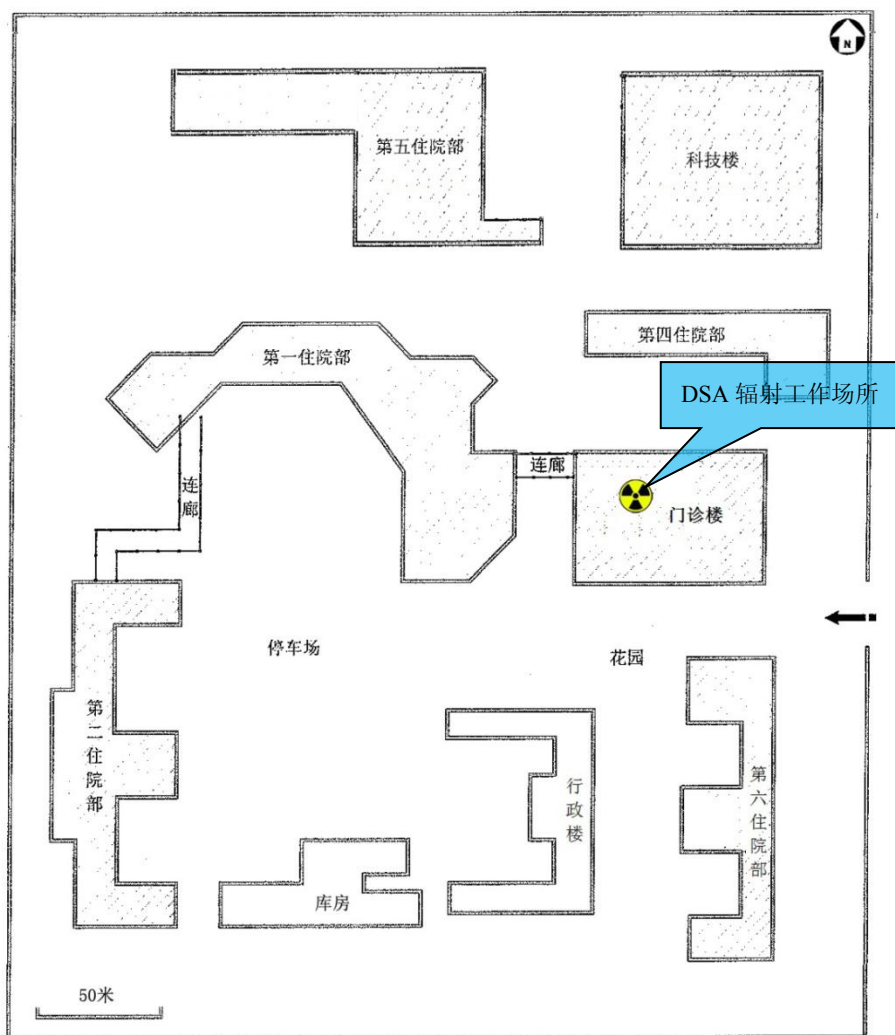 N
第五住院部
科技楼
第四住院部
第一住院部
DSA 辐射工作场所
连廊
连廊
门诊楼
停车场
花园
第二住院部
行政楼
第六住院部
库房
50米